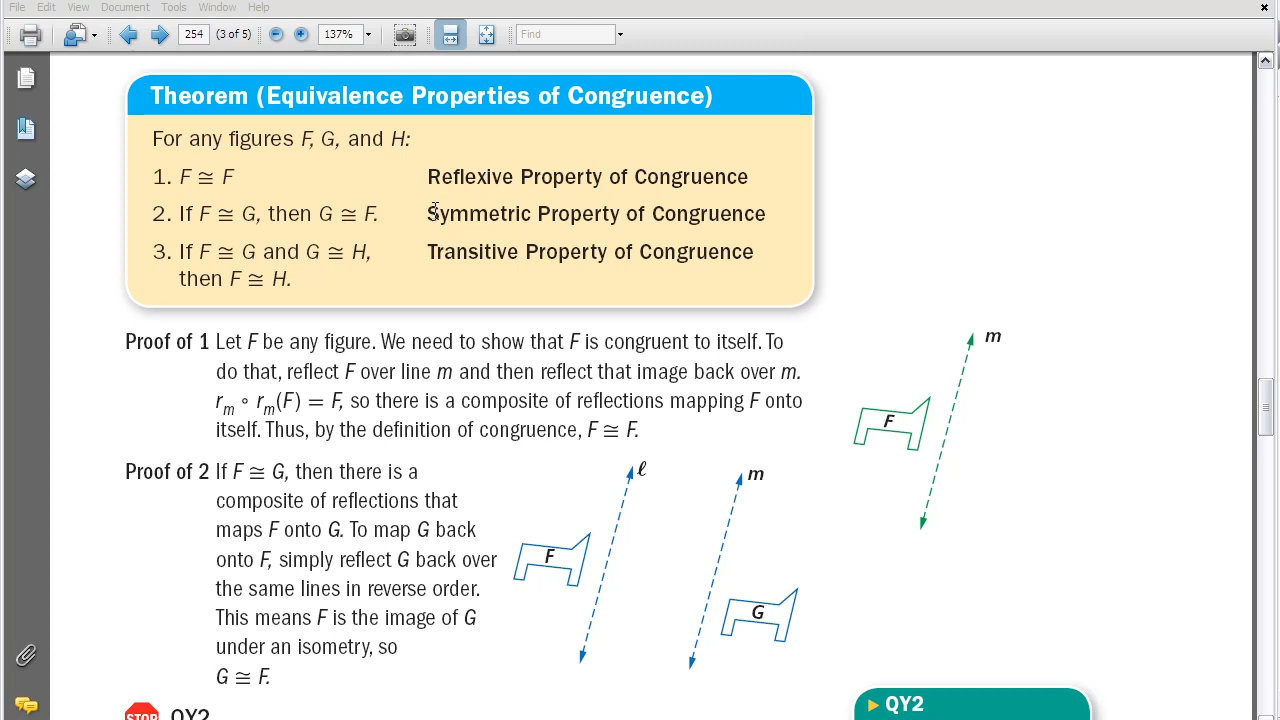 File Edit View Document Tools Window Help
254 (3 of 5) 137% Find
Theorem (Equivalence Properties of Congruence)
For any figures F, G, and H:
1. F ≅ F Reflexive Property of Congruence
2. If F ≅ G, then G ≅ F. Symmetric Property of Congruence
3. If F ≅ G and G ≅ H, Transitive Property of Congruence
then F ≅ H.
Proof of 1 Let F be any figure. We need to show that F is congruent to itself. To
do that, reflect F over line m and then reflect that image back over m.
rₘ ∘ rₘ(F) = F, so there is a composite of reflections mapping F onto
itself. Thus, by the definition of congruence, F ≅ F.
m
F
Proof of 2 If F ≅ G, then there is a
composite of reflections that
maps F onto G. To map G back
onto F, simply reflect G back over
the same lines in reverse order.
This means F is the image of G
under an isometry, so
G ≅ F.
ℓ
m
F
G
STOP QY2
QY2